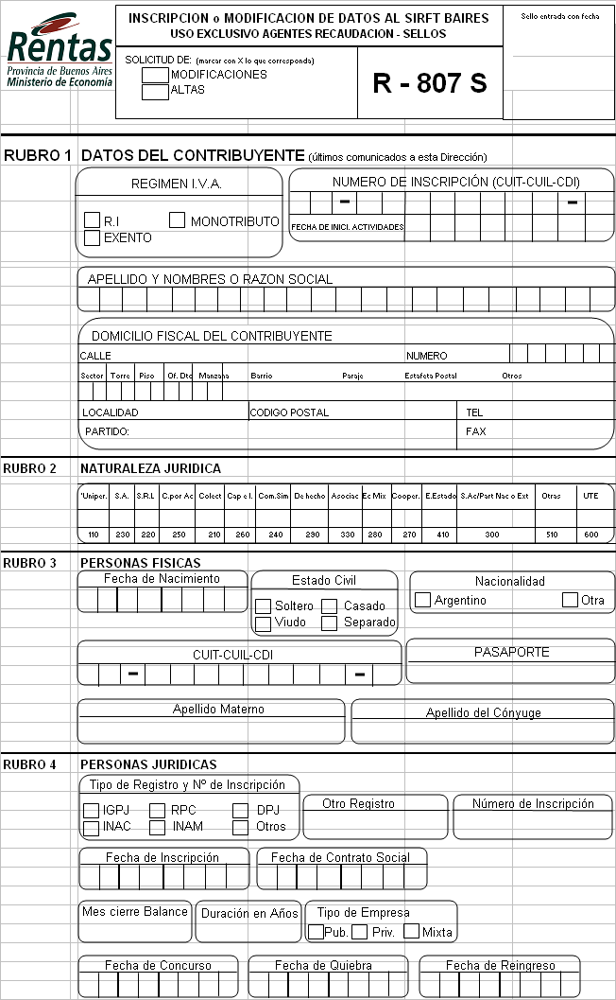 Rentas
Provincia de Buenos Aires
Ministerio de Economía
INSCRIPCION o MODIFICACION DE DATOS AL SIRFT BAIRES
USO EXCLUSIVO AGENTES RECAUDACION - SELLOS
SOLICITUD DE: (marcar con X lo que corresponda)
MODIFICACIONES
ALTAS
R - 807 S
Sello entrada con fecha
RUBRO 1 DATOS DEL CONTRIBUYENTE (últimos comunicados a esta Dirección)
REGIMEN I.V.A.
R.I MONOTRIBUTO
EXENTO
NUMERO DE INSCRIPCIÓN (CUIT-CUIL-CDI)
FECHA DE INICI. ACTIVIDADES
APELLIDO Y NOMBRES O RAZON SOCIAL
DOMICILIO FISCAL DEL CONTRIBUYENTE
CALLE NUMERO
Sector Torre Piso Of. Dto Manzana Barrio Paraje Estafeta Postal Otros
LOCALIDAD CODIGO POSTAL TEL
PARTIDO: FAX
RUBRO 2 NATURALEZA JURIDICA
'Uniper. S.A. S.R.L C.por Ac Colect Cap e I. Com.Sim De hecho Asociac Ec Mix Cooper. E.Estado S.Ac/Part Nac o Ext Otras UTE
110 230 220 250 210 260 240 290 330 280 270 410 300 510 600
RUBRO 3 PERSONAS FISICAS
Fecha de Nacimiento
Estado Civil
Soltero Casado
Viudo Separado
Nacionalidad
Argentino Otra
CUIT-CUIL-CDI
PASAPORTE
Apellido Materno
Apellido del Cónyuge
RUBRO 4 PERSONAS JURIDICAS
Tipo de Registro y Nº de Inscripción
IGPJ RPC DPJ
INAC INAM Otros
Otro Registro
Número de Inscripción
Fecha de Inscripción
Fecha de Contrato Social
Mes cierre Balance
Duración en Años
Tipo de Empresa
Pub. Priv. Mixta
Fecha de Concurso
Fecha de Quiebra
Fecha de Reingreso